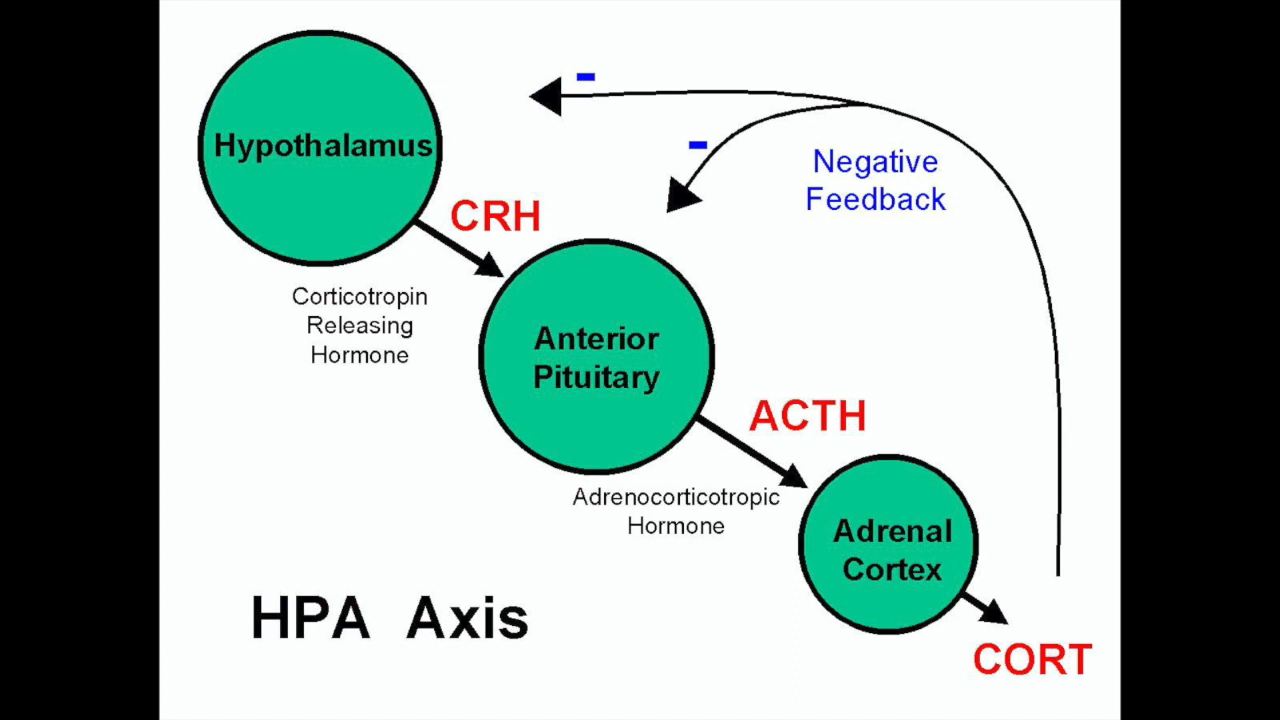 Hypothalamus
-
-
Negative
Feedback
CRH
Corticotropin
Releasing
Hormone
Anterior
Pituitary
ACTH
Adrenocorticotropic
Hormone
Adrenal
Cortex
HPA Axis
CORT